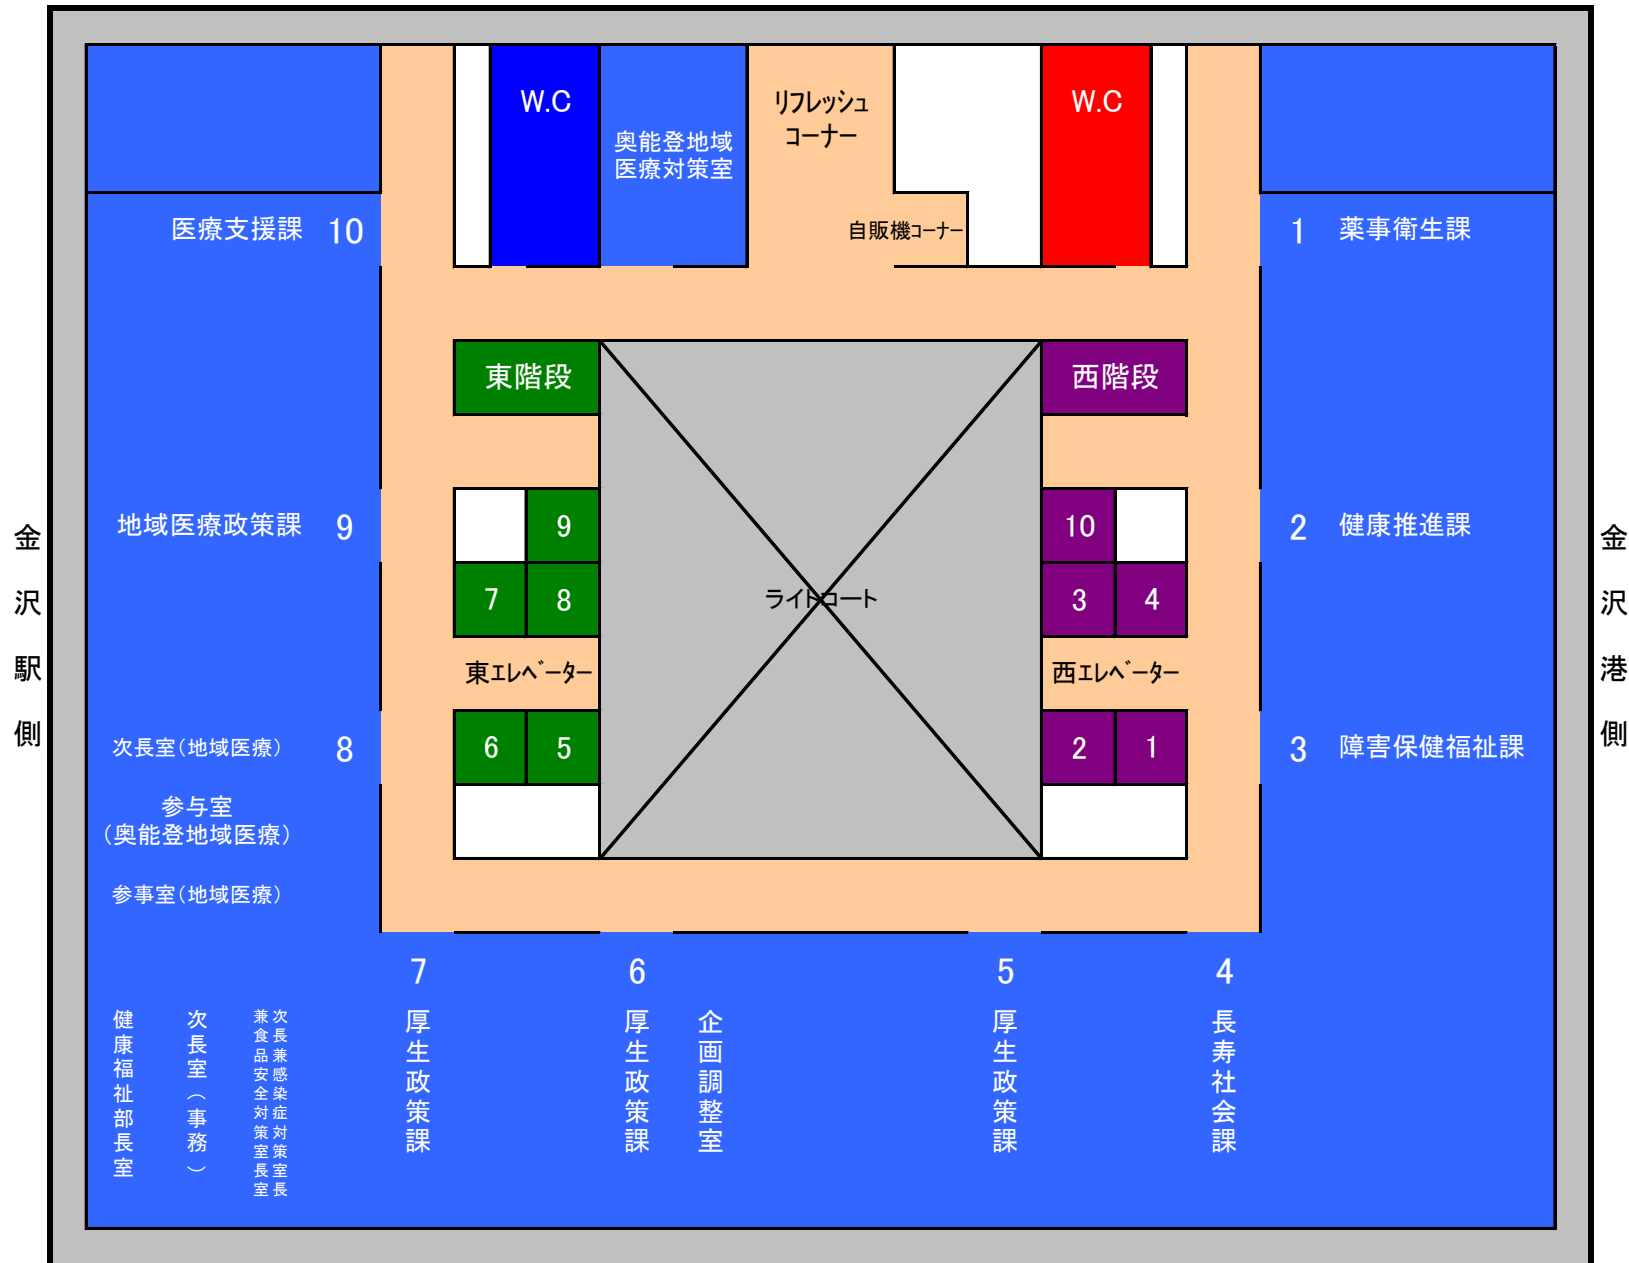 W.C
奥能登地域
医療対策室
リフレッシュ
コーナー
W.C
自販機コーナー
医療支援課 10
1 薬事衛生課
東階段
西階段
地域医療政策課 9
9
7
8
ライトコート
10
3
4
2 健康推進課
東エレベーター
西エレベーター
次長室(地域医療) 8
6
5
2
1
3 障害保健福祉課
参与室
(奥能登地域医療)
参事室(地域医療)
金沢駅側
金沢港側
7
厚生政策課
6
厚生政策課
企画調整室
5
厚生政策課
4
長寿社会課
健康福祉部長室
次長室(事務)
次長兼感染症対策室長
兼食品安全対策室長室